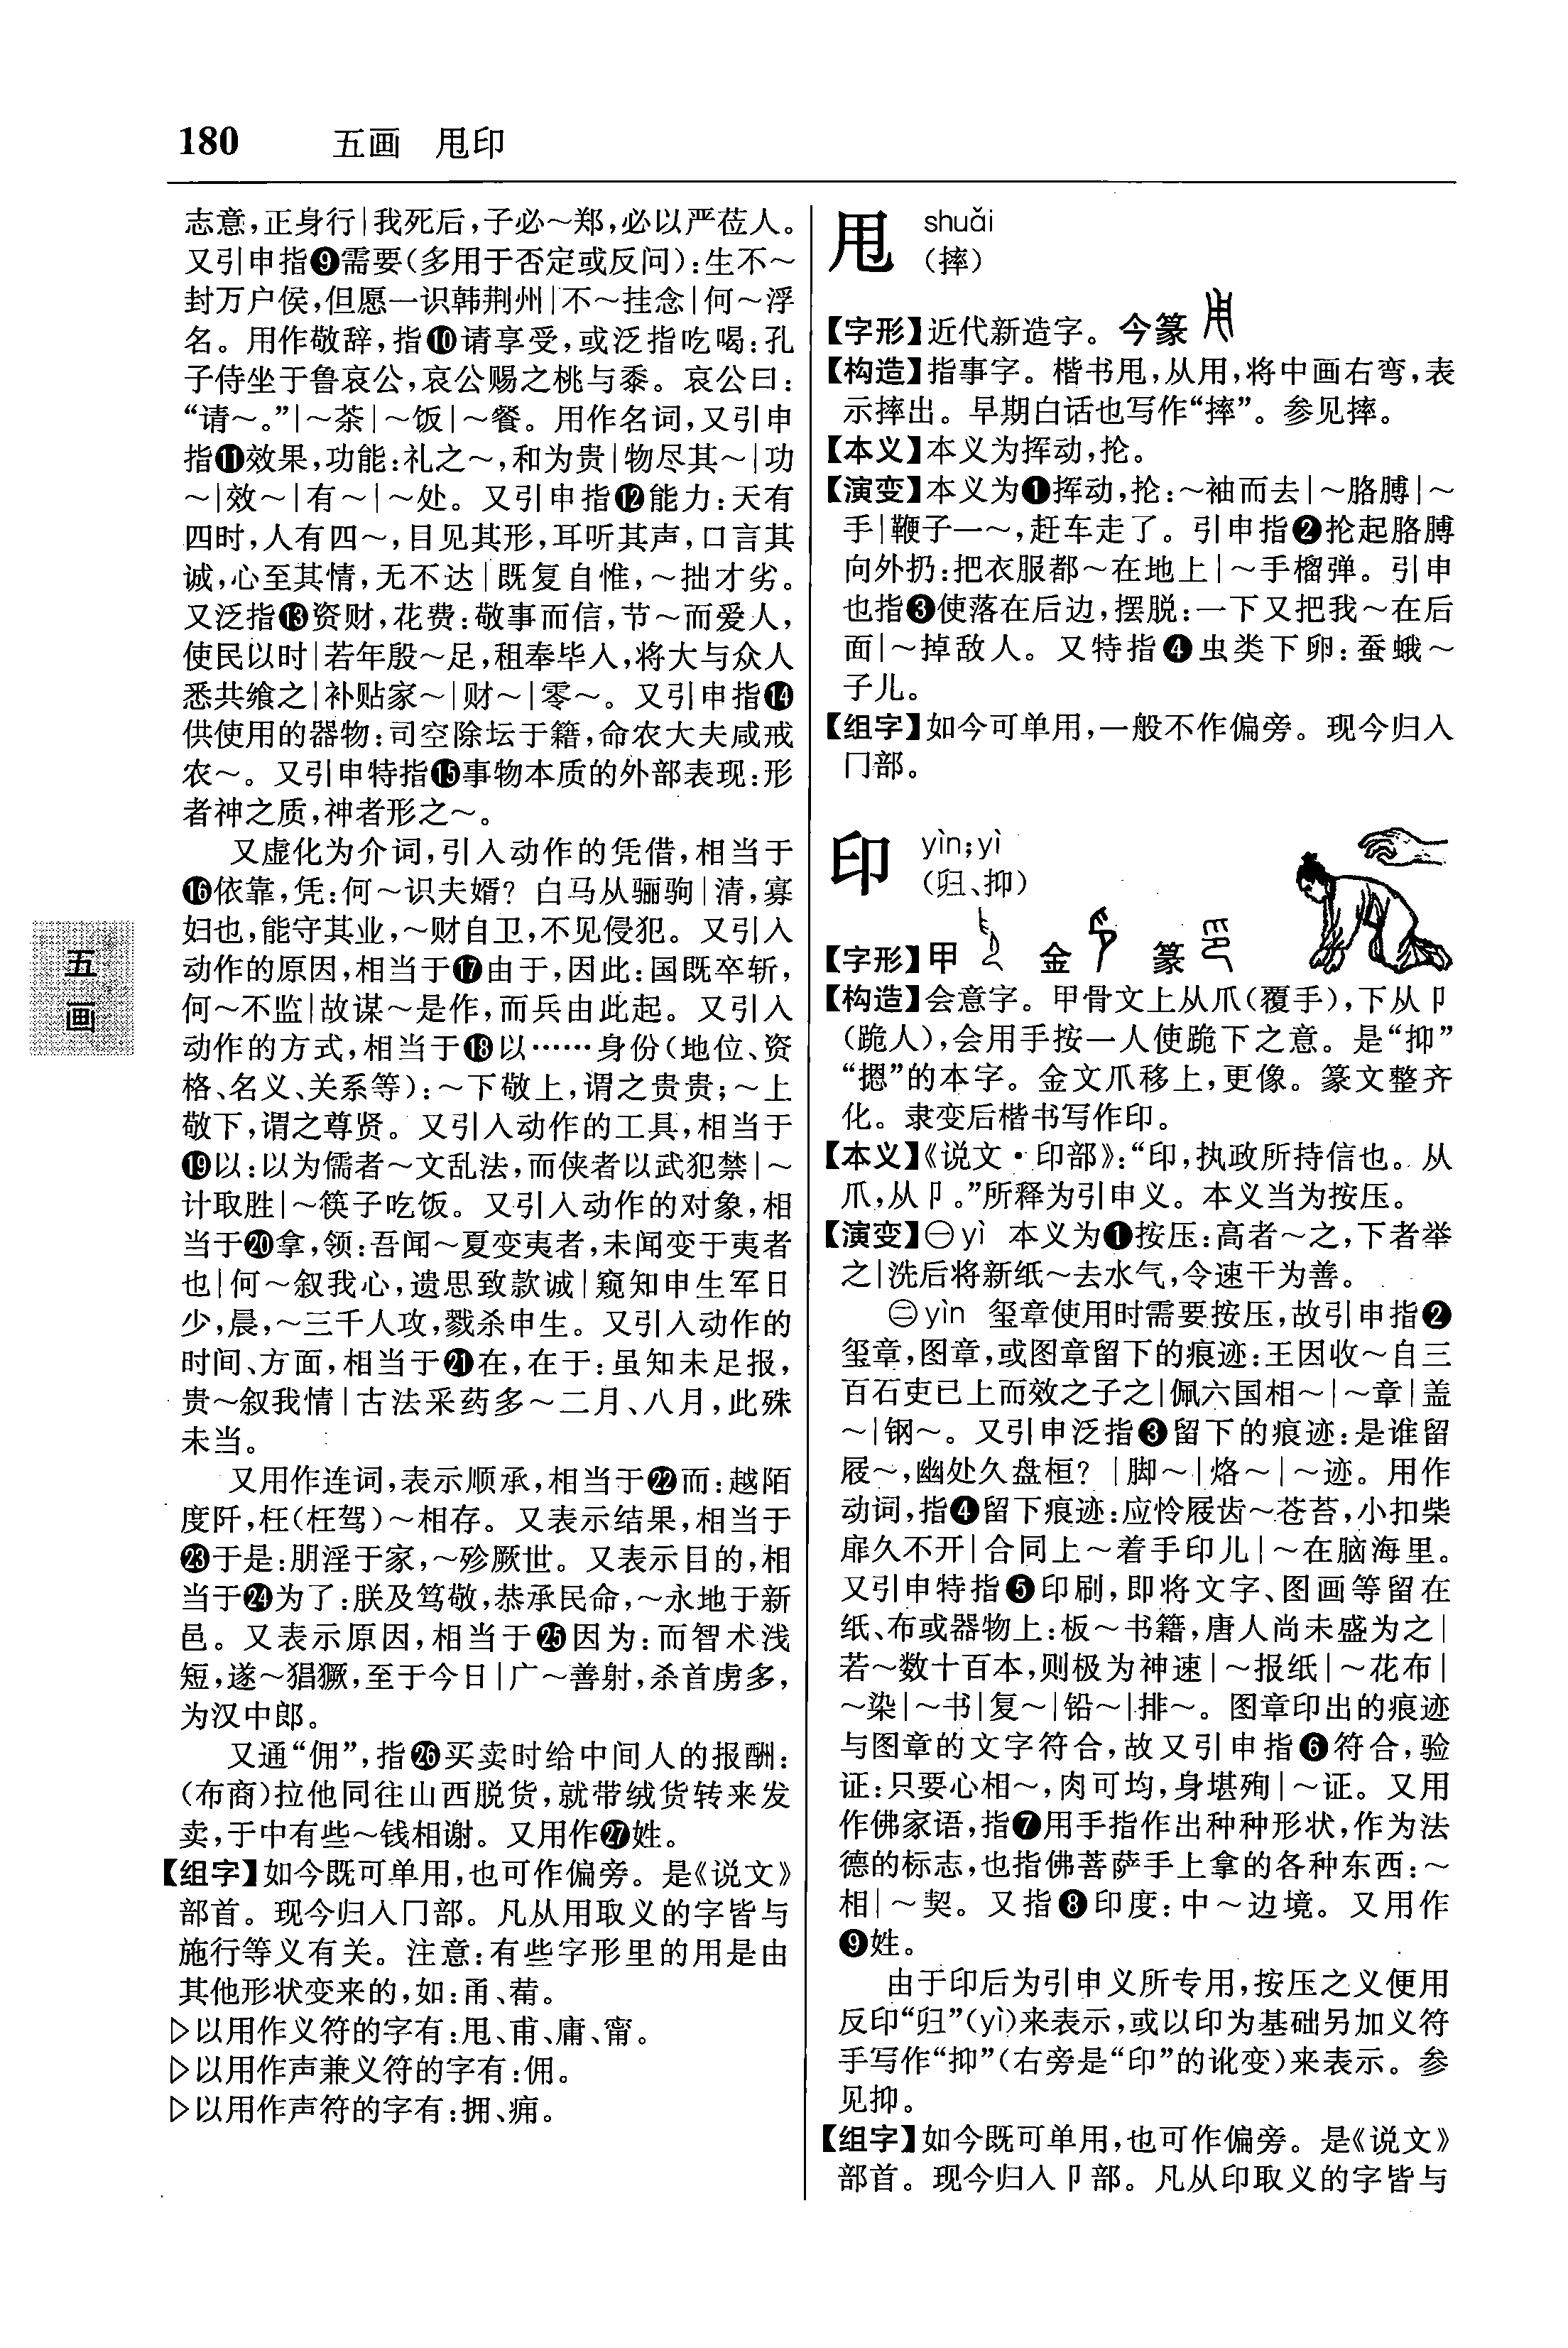 180 五画 甩印
志意,正身行|我死后,子必～郑,必以严莅人。
又引申指❾需要(多用于否定或反问):生不～
封万户侯,但愿一识韩荆州|不～挂念|何～浮
名。用作敬辞,指❿请享受,或泛指吃喝:孔
子侍坐于鲁哀公,哀公赐之桃与黍。哀公曰:
“请～。”|～茶|～饭|～餐。用作名词,又引申
指⓫效果,功能:礼之～,和为贵|物尽其～|功
～|效～|有～|～处。又引申指⓬能力:天有
四时,人有四～,目见其形,耳听其声,口言其
诚,心至其情,无不达|既复自惟,～拙才劣。
又泛指⓭资财,花费:敬事而信,节～而爱人,
使民以时|若年殷～足,租奉毕入,将大与众人
悉共飨之|补贴家～|财～|零～。又引申指⓮
供使用的器物:司空除坛于籍,命农大夫咸戒
农～。又引申特指⓯事物本质的外部表现:形
者神之质,神者形之～。
又虚化为介词,引入动作的凭借,相当于
⓰依靠,凭:何～识夫婿?白马从骊驹|清,寡
妇也,能守其业,～财自卫,不见侵犯。又引入
动作的原因,相当于⓱由于,因此:国既卒斩,
何～不监|故谋～是作,而兵由此起。又引入
动作的方式,相当于⓲以……身份(地位、资
格、名义、关系等):～下敬上,谓之贵贵;～上
敬下,谓之尊贤。又引入动作的工具,相当于
⓳以:以为儒者～文乱法,而侠者以武犯禁|～
计取胜|～筷子吃饭。又引入动作的对象,相
当于⓴拿,领:吾闻～夏变夷者,未闻变于夷者
也|何～叙我心,遗思致款诚|窥知申生军日
少,晨,～三千人攻,戮杀申生。又引入动作的
时间、方面,相当于㉑在,在于:虽知未足报,
贵～叙我情|古法采药多～二月、八月,此殊
未当。
又用作连词,表示顺承,相当于㉒而:越陌
度阡,枉(枉驾)～相存。又表示结果,相当于
㉓于是:朋淫于家,～殄厥世。又表示目的,相
当于㉔为了:朕及笃敬,恭承民命,～永地于新
邑。又表示原因,相当于㉕因为:而智术浅
短,遂～猖獗,至于今日|广～善射,杀首虏多,
为汉中郎。
又通“佣”,指㉖买卖时给中间人的报酬:
(布商)拉他同往山西脱货,就带绒货转来发
卖,于中有些～钱相谢。又用作㉗姓。
【组字】如今既可单用,也可作偏旁。是《说文》
部首。现今归入冂部。凡从用取义的字皆与
施行等义有关。注意:有些字形里的用是由
其他形状变来的,如:甬、葡。
▷以用作义符的字有:甩、甫、庸、甯。
▷以用作声兼义符的字有:佣。
▷以用作声符的字有:拥、痈。
五画
甩 shuǎi
(摔)
【字形】近代新造字。今篆
【构造】指事字。楷书甩,从用,将中画右弯,表
示摔出。早期白话也写作“摔”。参见摔。
【本义】本义为挥动,抡。
【演变】本义为❶挥动,抡:～袖而去|～胳膊|～
手|鞭子一～,赶车走了。引申指❷抡起胳膊
向外扔:把衣服都～在地上|～手榴弹。引申
也指❸使落在后边,摆脱:一下又把我～在后
面|～掉敌人。又特指❹虫类下卵:蚕蛾～
子儿。
【组字】如今可单用,一般不作偏旁。现今归入
冂部。
印 yìn;yì
(归、抑)
【字形】甲 金 篆
【构造】会意字。甲骨文上从爪(覆手),下从卩
(跪人),会用手按一人使跪下之意。是“抑”
“摁”的本字。金文爪移上,更像。篆文整齐
化。隶变后楷书写作印。
【本义】《说文·印部》:“印,执政所持信也。从
爪,从卩。”所释为引申义。本义当为按压。
【演变】㊀yì 本义为❶按压:高者～之,下者举
之|洗后将新纸～去水气,令速干为善。
㊁yìn 玺章使用时需要按压,故引申指❷
玺章,图章,或图章留下的痕迹:王因收～自三
百石吏已上而效之子之|佩六国相～|～章|盖
～|钢～。又引申泛指❸留下的痕迹:是谁留
屐～,幽处久盘桓?|脚～|烙～|～迹。用作
动词,指❹留下痕迹:应怜屐齿～苍苔,小扣柴
扉久不开|合同上～着手印儿|～在脑海里。
又引申特指❺印刷,即将文字、图画等留在
纸、布或器物上:板～书籍,唐人尚未盛为之|
若～数十百本,则极为神速|～报纸|～花布|
～染|～书|复～|铅～|排～。图章印出的痕迹
与图章的文字符合,故又引申指❻符合,验
证:只要心相～,肉可均,身堪殉|～证。又用
作佛家语,指❼用手指作出种种形状,作为法
德的标志,也指佛菩萨手上拿的各种东西:～
相|～契。又指❽印度:中～边境。又用作
❾姓。
由于印后为引申义所专用,按压之义便用
反印“归”(yì)来表示,或以印为基础另加义符
手写作“抑”(右旁是“印”的讹变)来表示。参
见抑。
【组字】如今既可单用,也可作偏旁。是《说文》
部首。现今归入卩部。凡从印取义的字皆与